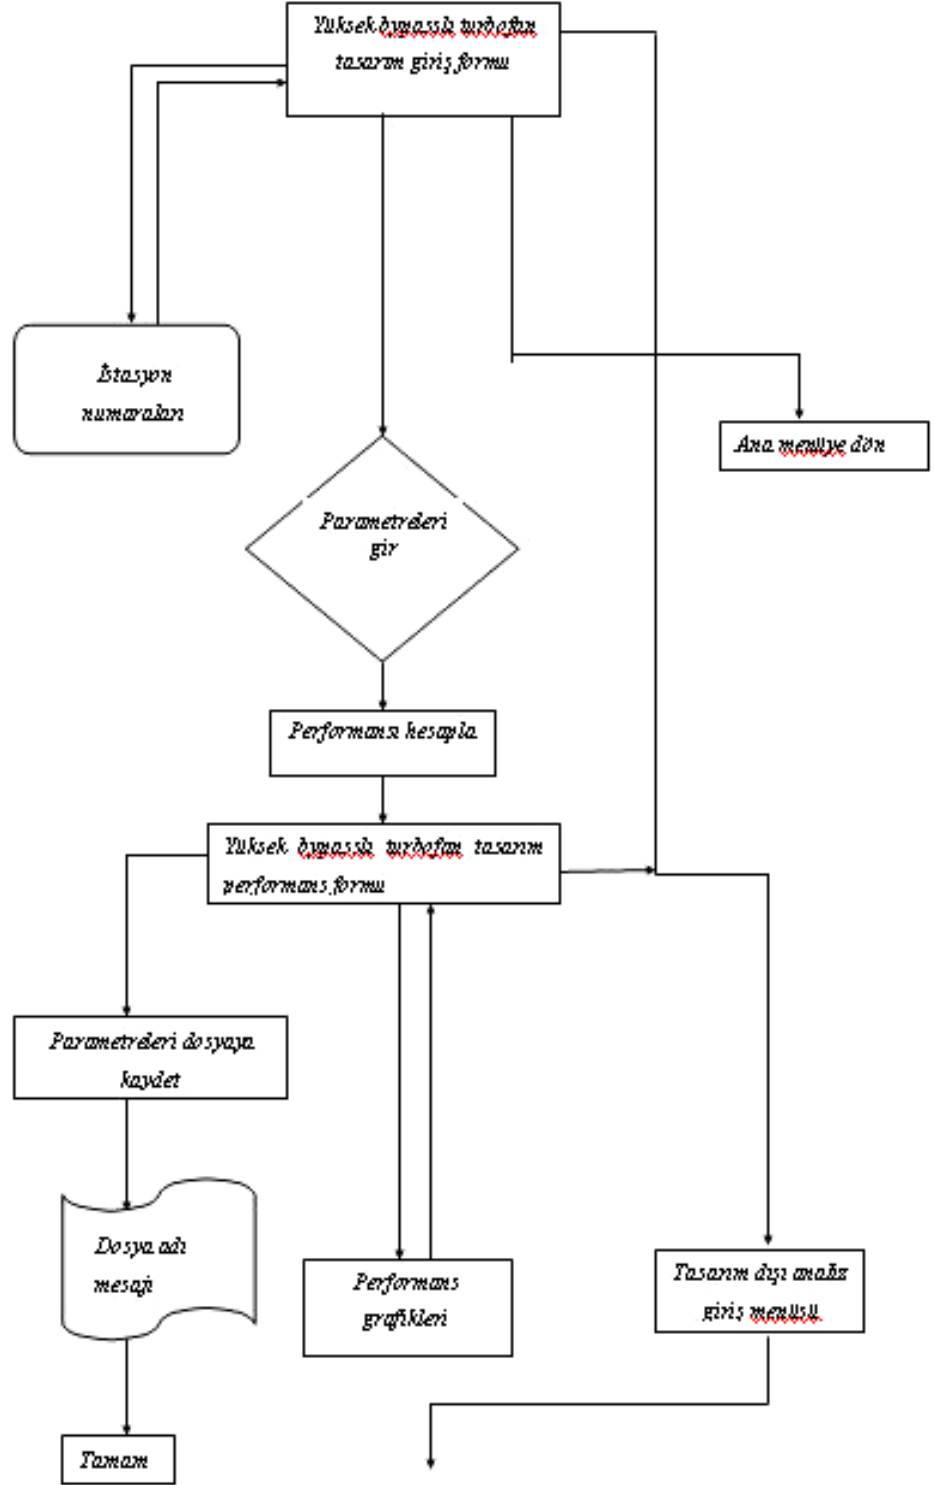 Yüksek bypasslı turbofan
tasarım giriş formu
İstasyon
numaraları
Ana menüye dön
Parametreleri
gir
Performansı hesapla
Yüksek bypasslı turbofan tasarım
performans formu
Parametreleri dosyaya
kaydet
Dosya adı
mesajı
Performans
grafikleri
Tasarım dışı analiz
giriş menüsü
Tamam